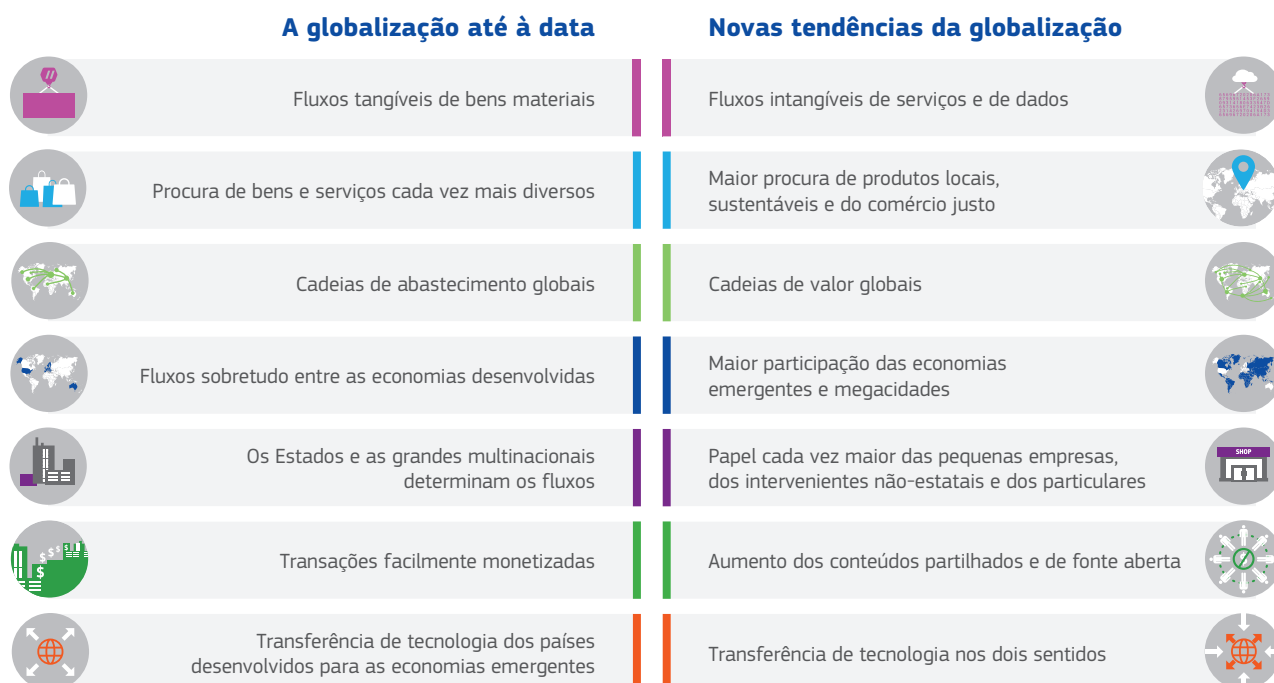 A globalização até à data
Novas tendências da globalização
Fluxos tangíveis de bens materiais
Fluxos intangíveis de serviços e de dados
Procura de bens e serviços cada vez mais diversos
Maior procura de produtos locais,
sustentáveis e do comércio justo
Cadeias de abastecimento globais
Cadeias de valor globais
Fluxos sobretudo entre as economias desenvolvidas
Maior participação das economias
emergentes e megacidades
Os Estados e as grandes multinacionais
determinam os fluxos
Papel cada vez maior das pequenas empresas,
dos intervenientes não-estatais e dos particulares
SHOP
Transações facilmente monetizadas
Aumento dos conteúdos partilhados e de fonte aberta
Transferência de tecnologia dos países
desenvolvidos para as economias emergentes
Transferência de tecnologia nos dois sentidos